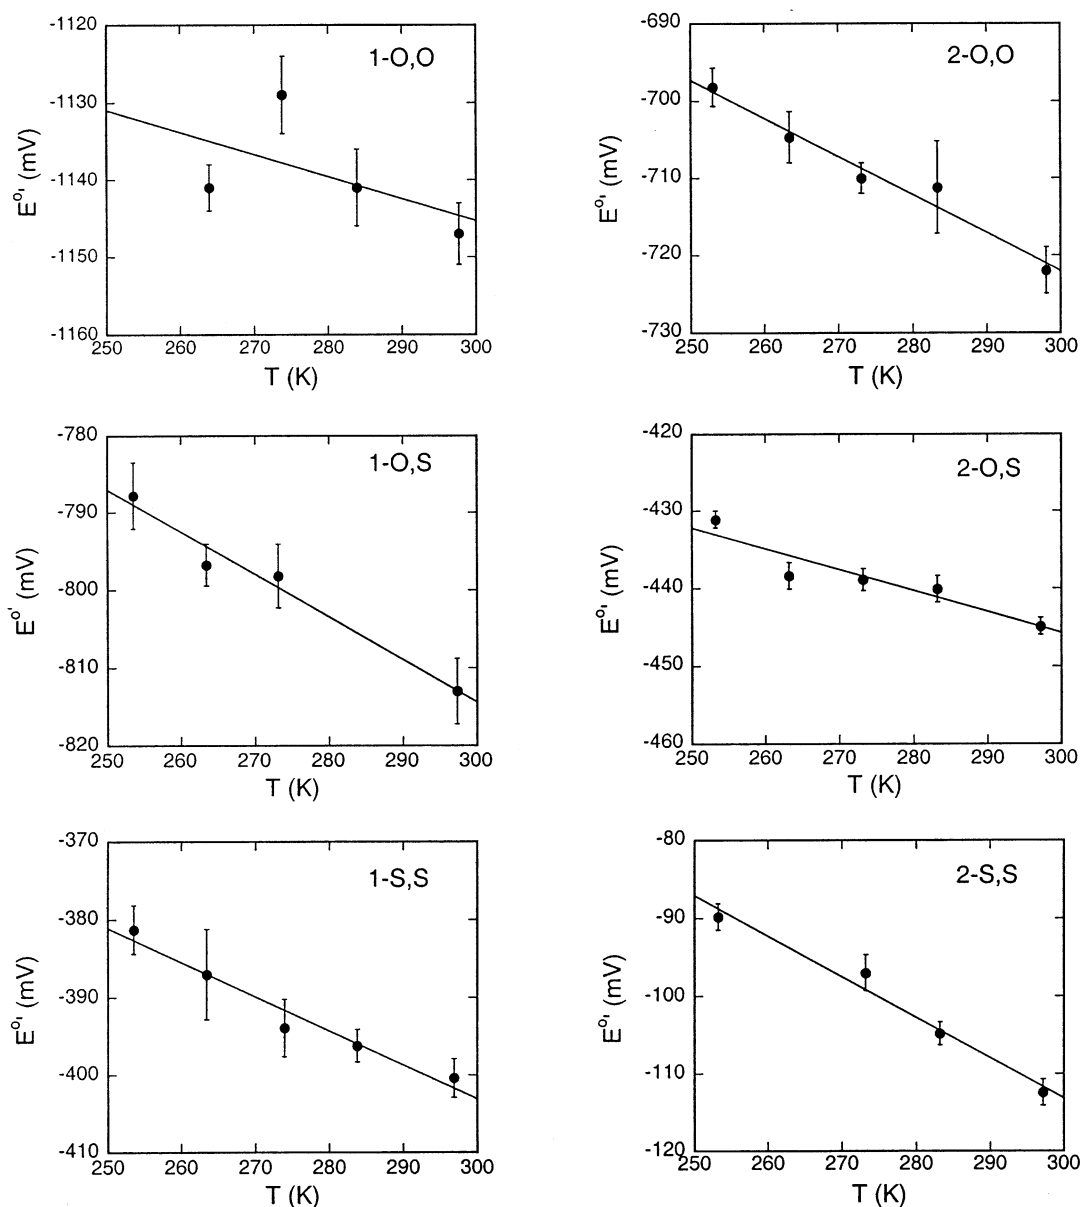 -1120
-1130
-1140
-1150
-1160
E°' (mV)
1-O,O
250 260 270 280 290 300
T (K)
-690
-700
-710
-720
-730
E°' (mV)
2-O,O
250 260 270 280 290 300
T (K)
-780
-790
-800
-810
-820
E°' (mV)
1-O,S
250 260 270 280 290 300
T (K)
-420
-430
-440
-450
-460
E°' (mV)
2-O,S
250 260 270 280 290 300
T (K)
-370
-380
-390
-400
-410
E°' (mV)
1-S,S
250 260 270 280 290 300
T (K)
-80
-90
-100
-110
-120
E°' (mV)
2-S,S
250 260 270 280 290 300
T (K)